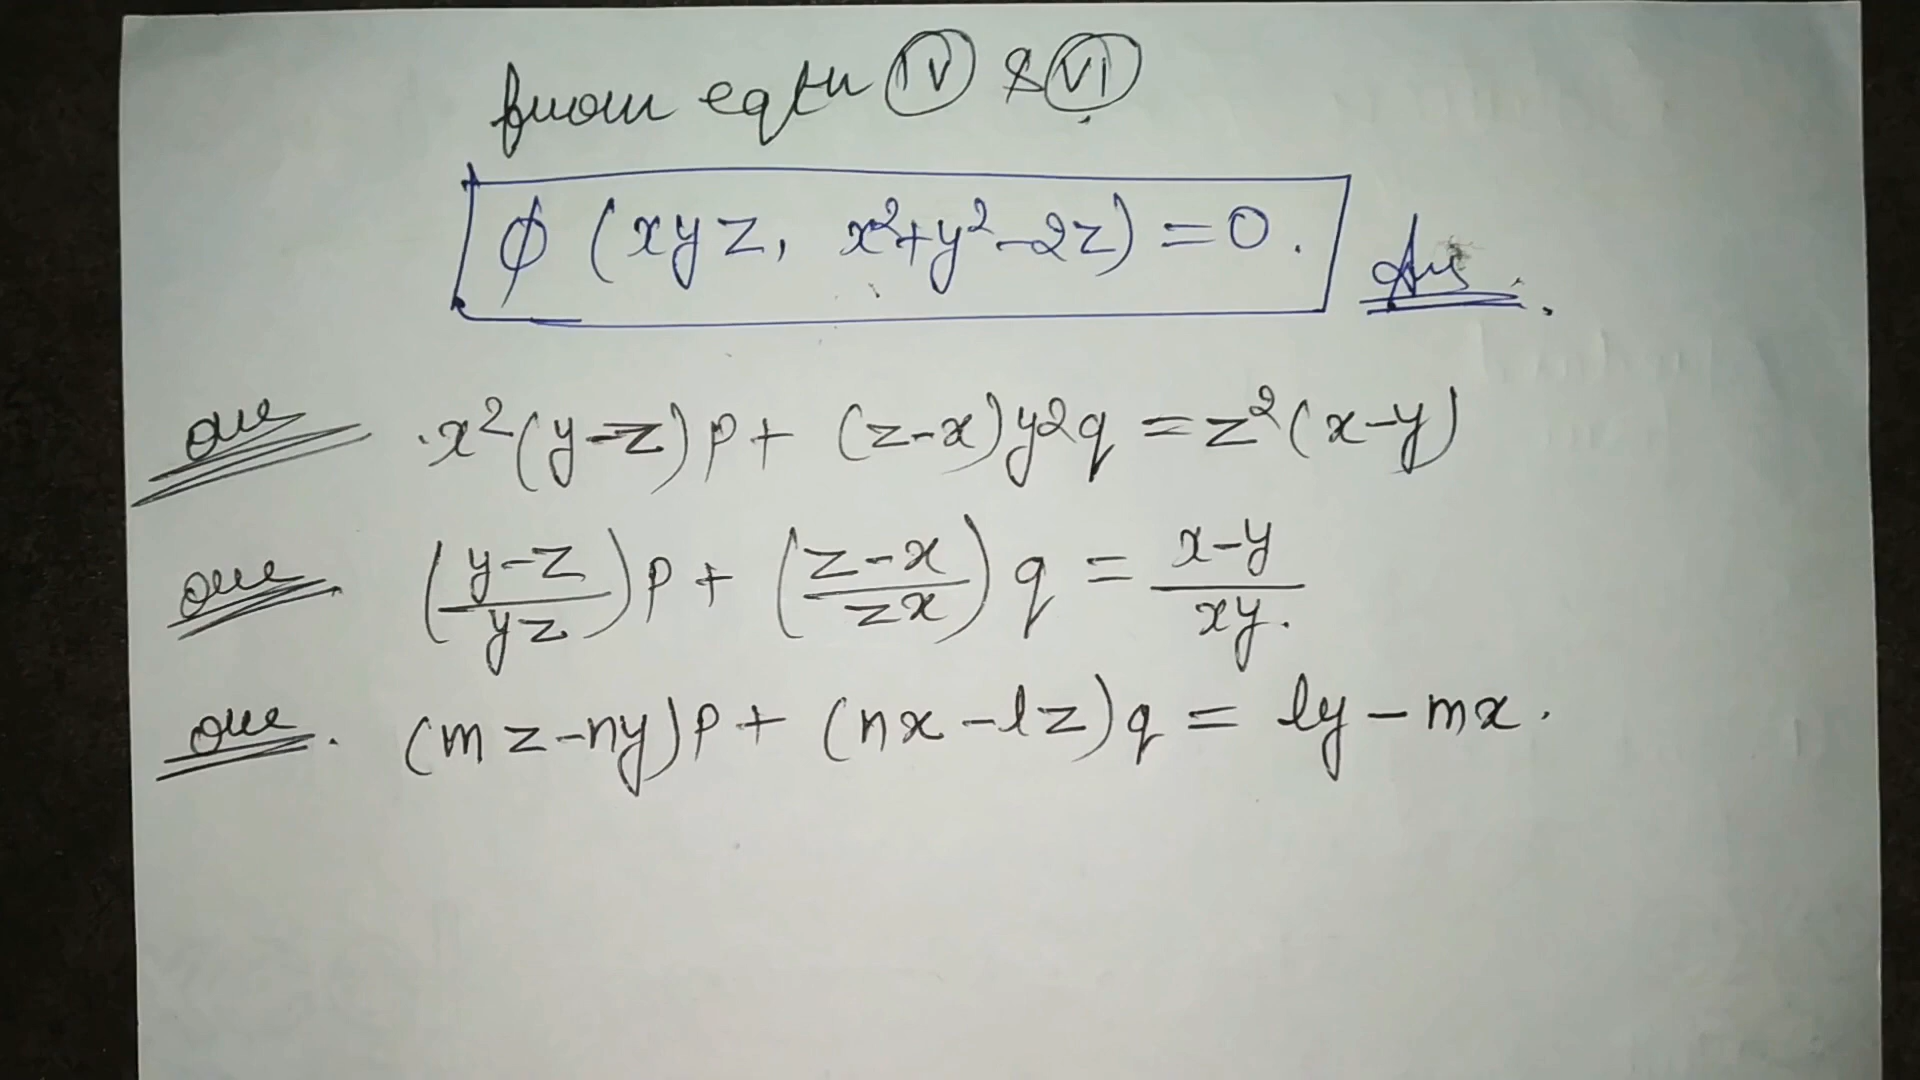 from eqtn (IV) & (VI)
ϕ (xyz, x²+y²-2z) = 0. Ans.
que x²(y-z)p + (z-x)y2q = z²(x-y)
que. ((y-z)/yz)p + ((z-x)/zx)q = (x-y)/xy.
que. (mz-ny)p + (nx-lz)q = ly-mx.